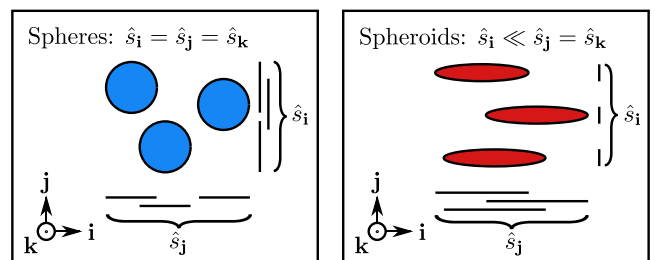 Spheres: ŝ_i = ŝ_j = ŝ_k
ŝ_i
j
k
i
ŝ_j
Spheroids: ŝ_i ≪ ŝ_j = ŝ_k
ŝ_i
j
k
i
ŝ_j